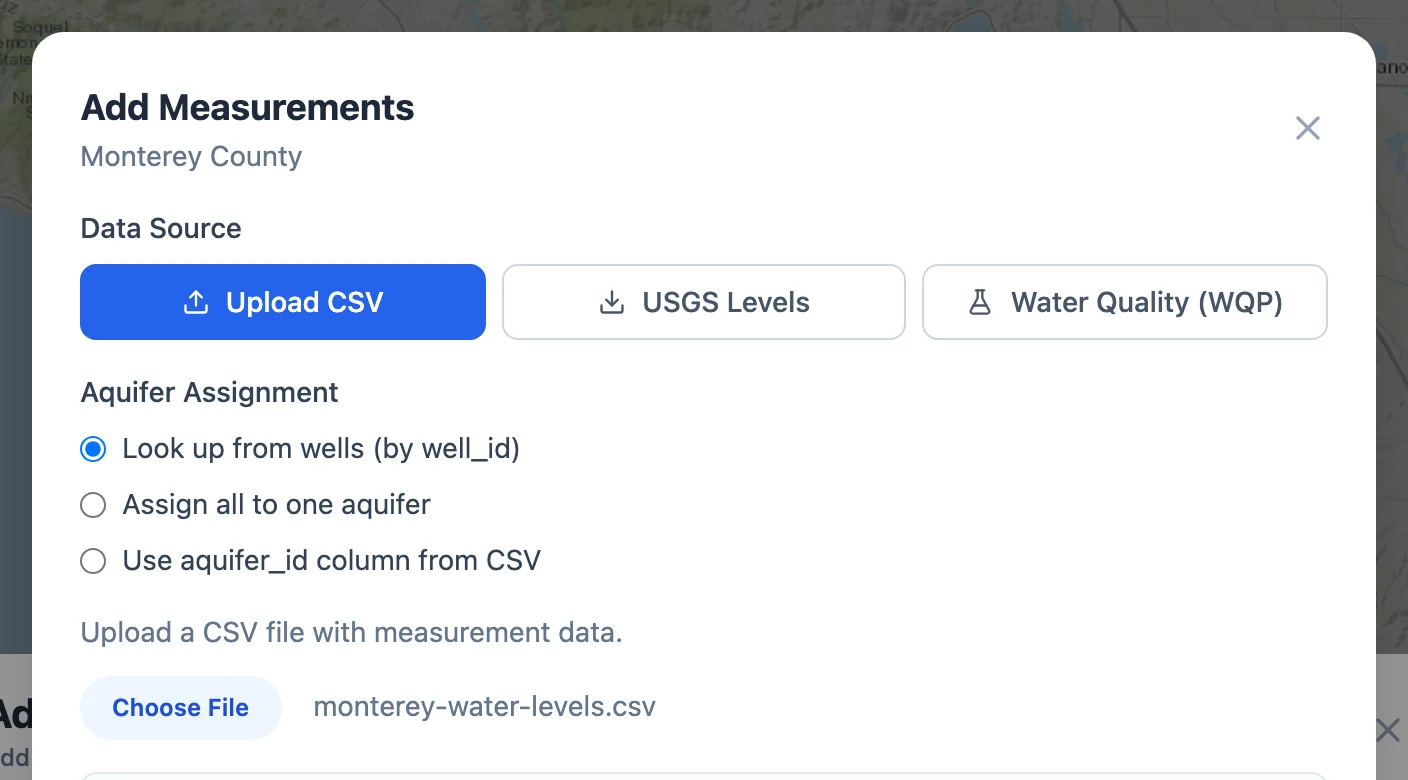 Soquel
State
Add Measurements
Monterey County
Data Source
Upload CSV
USGS Levels
Water Quality (WQP)
Aquifer Assignment
Look up from wells (by well_id)
Assign all to one aquifer
Use aquifer_id column from CSV
Upload a CSV file with measurement data.
Choose File
monterey-water-levels.csv